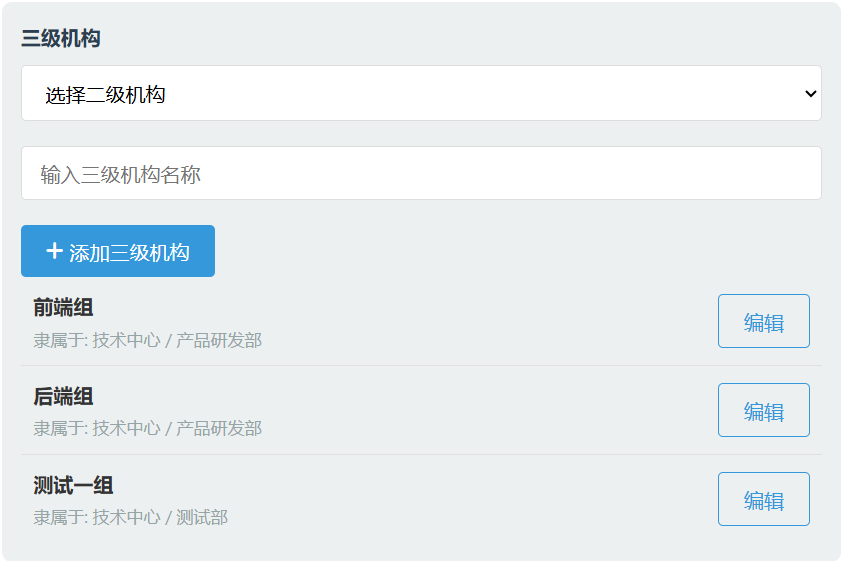 三级机构
选择二级机构
输入三级机构名称
+ 添加三级机构
前端组
隶属于: 技术中心 / 产品研发部
编辑
后端组
隶属于: 技术中心 / 产品研发部
编辑
测试一组
隶属于: 技术中心 / 测试部
编辑